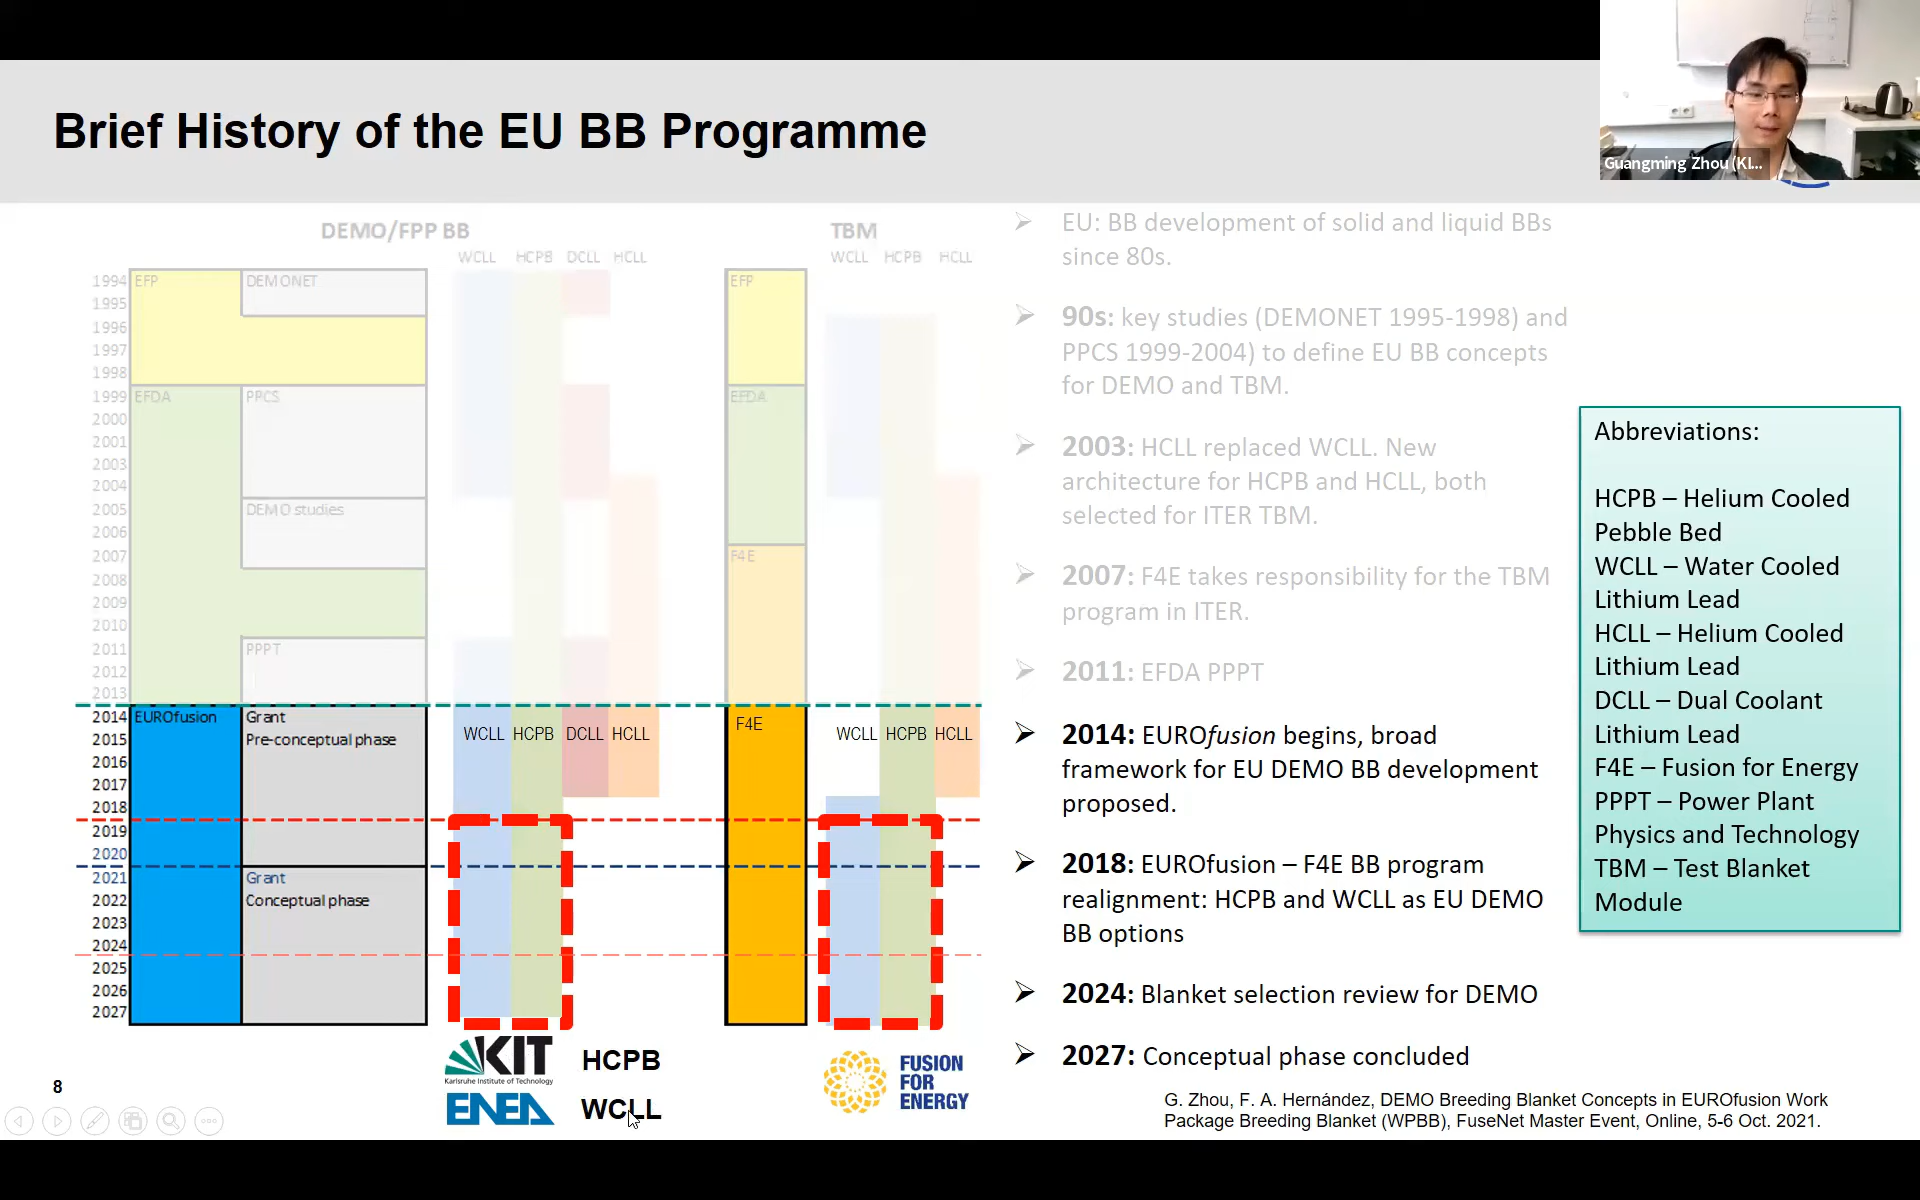 Guangming Zhou (KI...
Brief History of the EU BB Programme
DEMO/FPP BB
WCLL HCPB DCLL HCLL
TBM
WCLL HCPB HCLL
1994
1995
1996
1997
1998
1999
2000
2001
2003
2004
2005
2006
2007
2008
2009
2010
2011
2012
2013
2014
2015
2016
2017
2018
2019
2020
2021
2022
2023
2024
2025
2026
2027
EFP
DEMONET
EFDA
PPCS
DEMO studies
PPPT
EUROfusion
Grant
Pre-conceptual phase
Grant
Conceptual phase
WCLL HCPB DCLL HCLL
EFP
EFDA
F4E
F4E
WCLL HCPB HCLL
KIT
Karlsruhe Institute of Technology
HCPB
ENEA
WCLL
FUSION
FOR
ENERGY
EU: BB development of solid and liquid BBs
since 80s.
90s: key studies (DEMONET 1995-1998) and
PPCS 1999-2004) to define EU BB concepts
for DEMO and TBM.
2003: HCLL replaced WCLL. New
architecture for HCPB and HCLL, both
selected for ITER TBM.
2007: F4E takes responsibility for the TBM
program in ITER.
2011: EFDA PPPT
2014: EUROfusion begins, broad
framework for EU DEMO BB development
proposed.
2018: EUROfusion – F4E BB program
realignment: HCPB and WCLL as EU DEMO
BB options
2024: Blanket selection review for DEMO
2027: Conceptual phase concluded
Abbreviations:
HCPB – Helium Cooled
Pebble Bed
WCLL – Water Cooled
Lithium Lead
HCLL – Helium Cooled
Lithium Lead
DCLL – Dual Coolant
Lithium Lead
F4E – Fusion for Energy
PPPT – Power Plant
Physics and Technology
TBM – Test Blanket
Module
G. Zhou, F. A. Hernández, DEMO Breeding Blanket Concepts in EUROfusion Work
Package Breeding Blanket (WPBB), FuseNet Master Event, Online, 5-6 Oct. 2021.
8